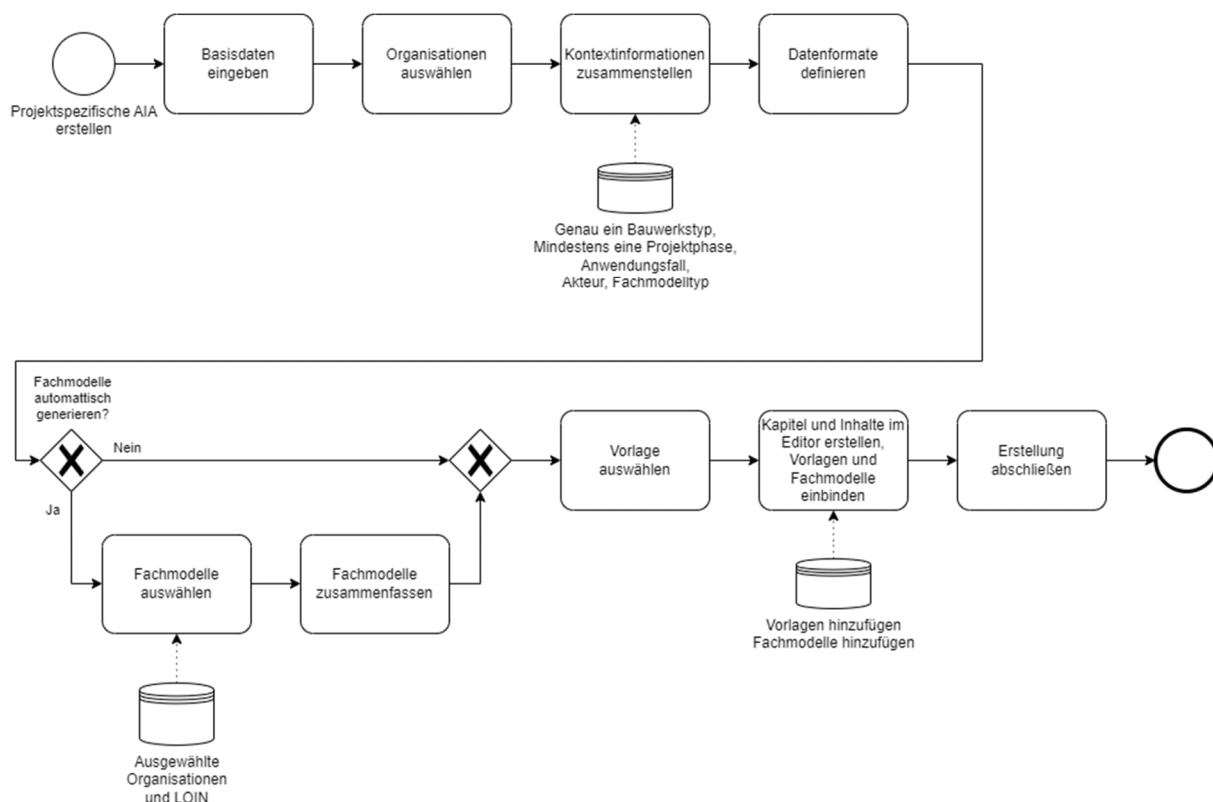 Basisdaten
eingeben
Organisationen
auswählen
Kontextinformationen
zusammenstellen
Datenformate
definieren
Projektspezifische AIA
erstellen
Genau ein Bauwerkstyp,
Mindestens eine Projektphase,
Anwendungsfall,
Akteur, Fachmodelltyp
Fachmodelle
automattisch
generieren?
Nein
Ja
Fachmodelle
auswählen
Fachmodelle
zusammenfassen
Ausgewählte
Organisationen
und LOIN
Vorlage
auswählen
Kapitel und Inhalte im
Editor erstellen,
Vorlagen und
Fachmodelle
einbinden
Vorlagen hinzufügen
Fachmodelle hinzufügen
Erstellung
abschließen